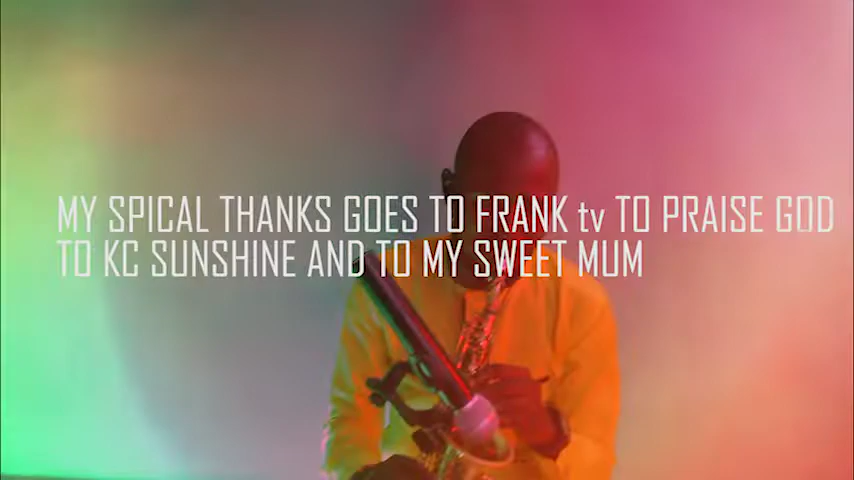 MY SPICAL THANKS GOES TO FRANK tv TO PRAISE GOD
TO KC SUNSHINE AND TO MY SWEET MUM